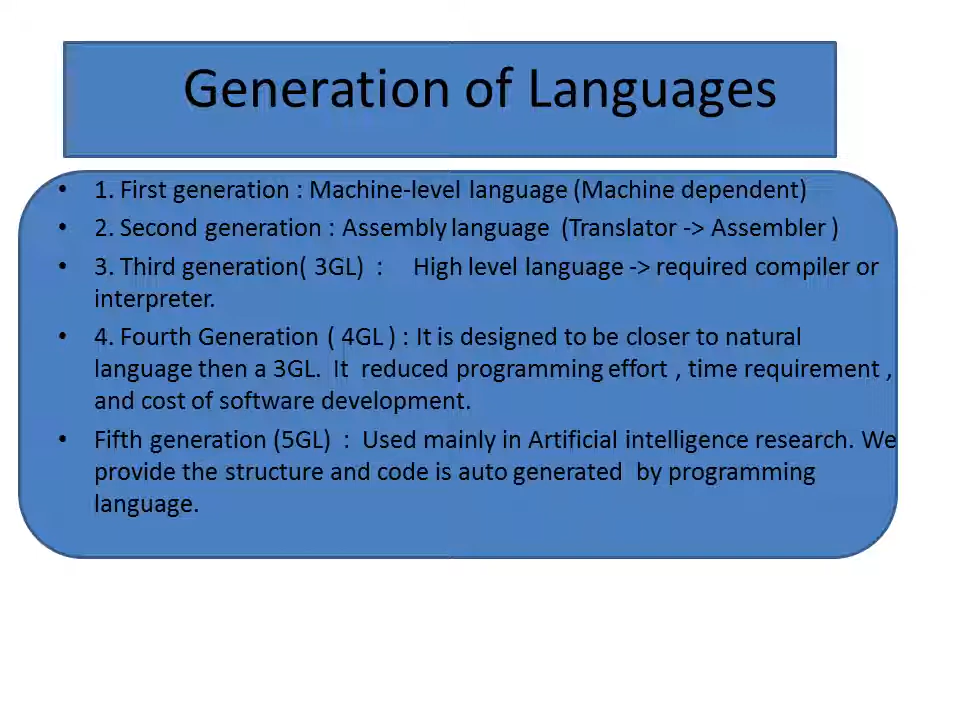 Generation of Languages
• 1. First generation : Machine-level language (Machine dependent)
• 2. Second generation : Assembly language (Translator -> Assembler )
• 3. Third generation( 3GL) : High level language -> required compiler or
interpreter.
• 4. Fourth Generation ( 4GL ) : It is designed to be closer to natural
language then a 3GL. It reduced programming effort , time requirement ,
and cost of software development.
• Fifth generation (5GL) : Used mainly in Artificial intelligence research. We
provide the structure and code is auto generated by programming
language.